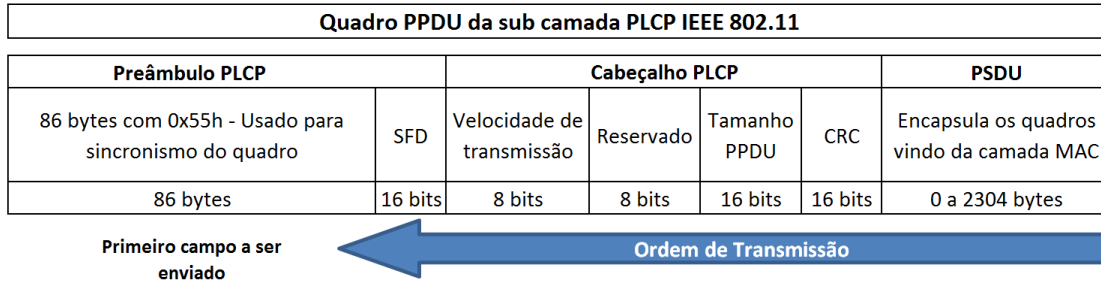 Quadro PPDU da sub camada PLCP IEEE 802.11
Preâmbulo PLCP
Cabeçalho PLCP
PSDU
86 bytes com 0x55h - Usado para
sincronismo do quadro
SFD
Velocidade de
transmissão
Reservado
Tamanho
PPDU
CRC
Encapsula os quadros
vindo da camada MAC
86 bytes
16 bits
8 bits
8 bits
16 bits
16 bits
0 a 2304 bytes
Primeiro campo a ser
enviado
Ordem de Transmissão